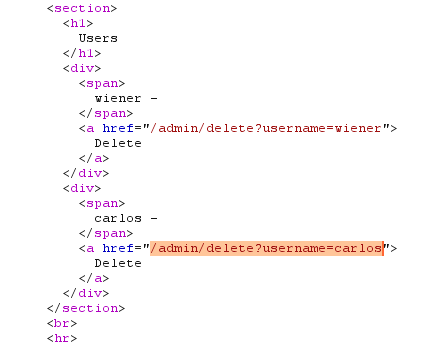 <section>
<h1>
Users
</h1>
<div>
<span>
wiener -
</span>
<a href="/admin/delete?username=wiener">
Delete
</a>
</div>
<div>
<span>
carlos -
</span>
<a href="/admin/delete?username=carlos">
Delete
</a>
</div>
</section>
<br>
<hr>